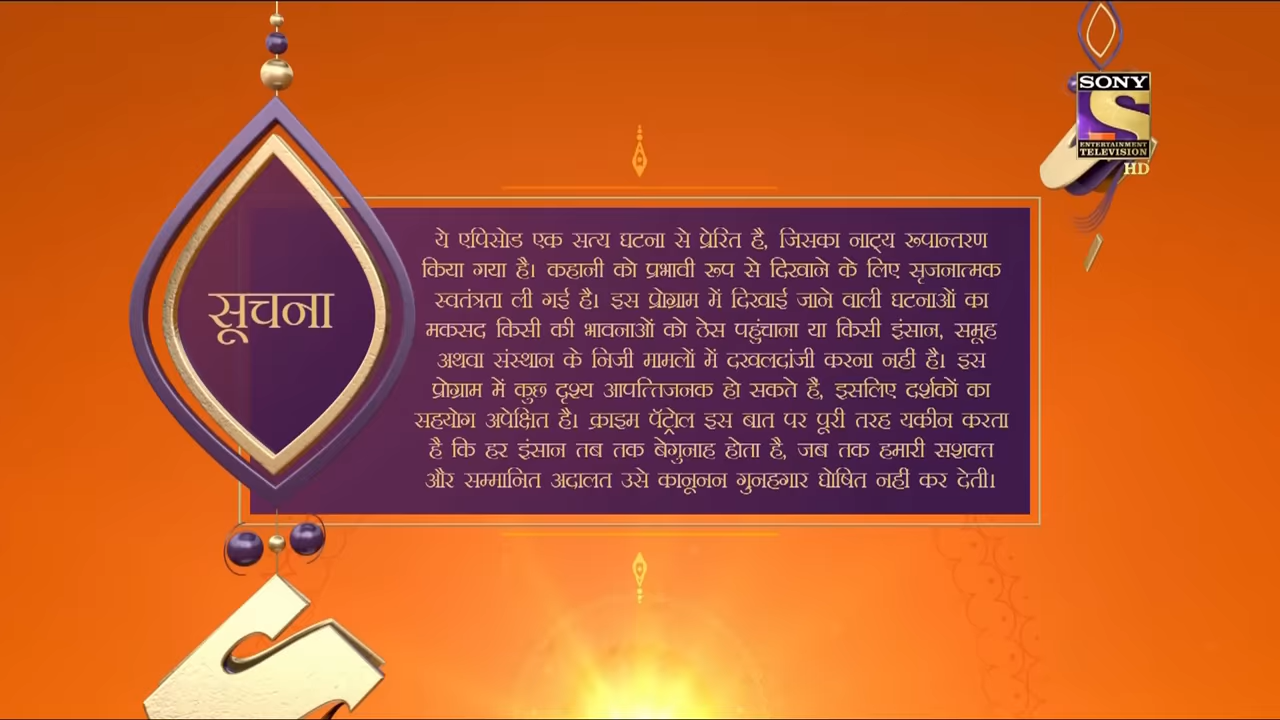 सूचना
ये एपिसोड एक सत्य घटना से प्रेरित है, जिसका नाट्य रूपान्तरण
किया गया है। कहानी को प्रभावी रूप से दिखाने के लिए सृजनात्मक
स्वतंत्रता ली गई है। इस प्रोग्राम में दिखाई जाने वाली घटनाओं का
मकसद किसी की भावनाओं को ठेस पहुंचाना या किसी इंसान, समूह
अथवा संस्थान के निजी मामलों में दखलदांजी करना नहीं है। इस
प्रोग्राम में कुछ दृश्य आपत्तिजनक हो सकते हैं, इसलिए दर्शकों का
सहयोग अपेक्षित है। क्राइम पॅट्रोल इस बात पर पूरी तरह यकीन करता
है कि हर इंसान तब तक बेगुनाह होता है, जब तक हमारी सशक्त
और सम्मानित अदालत उसे कानूनन गुनहगार घोषित नहीं कर देती।
SONY
S
ENTERTAINMENT
TELEVISION
HD